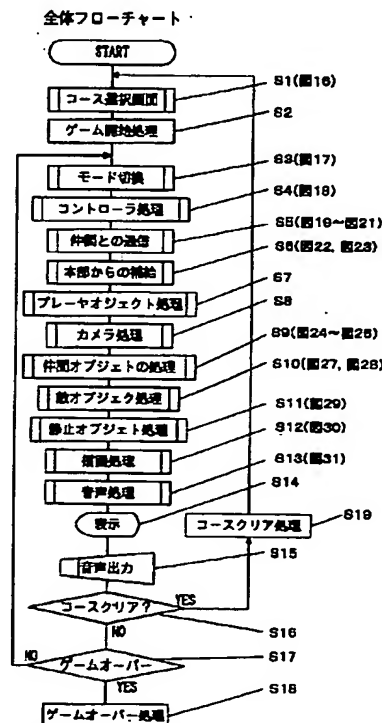 全体フローチャート
START
コース選択画面
S1(図16)
ゲーム開始処理
S2
モード切換
S3(図17)
コントローラ処理
S4(図18)
仲間との通信
S5(図19〜図21)
本部からの補給
S6(図22, 図23)
プレーヤオジェクト処理
S7
カメラ処理
S8
仲間オブジェトの処理
S9(図24〜図26)
敵オブジェク処理
S10(図27, 図28)
静止オブジェト処理
S11(図29)
描画処理
S12(図30)
音声処理
S13(図31)
表示
S14
コースクリア処理
S19
音声出力
S15
コースクリア?
YES
S16
NO
NO
ゲームオーバー
S17
YES
ゲームオーバー処理
S18